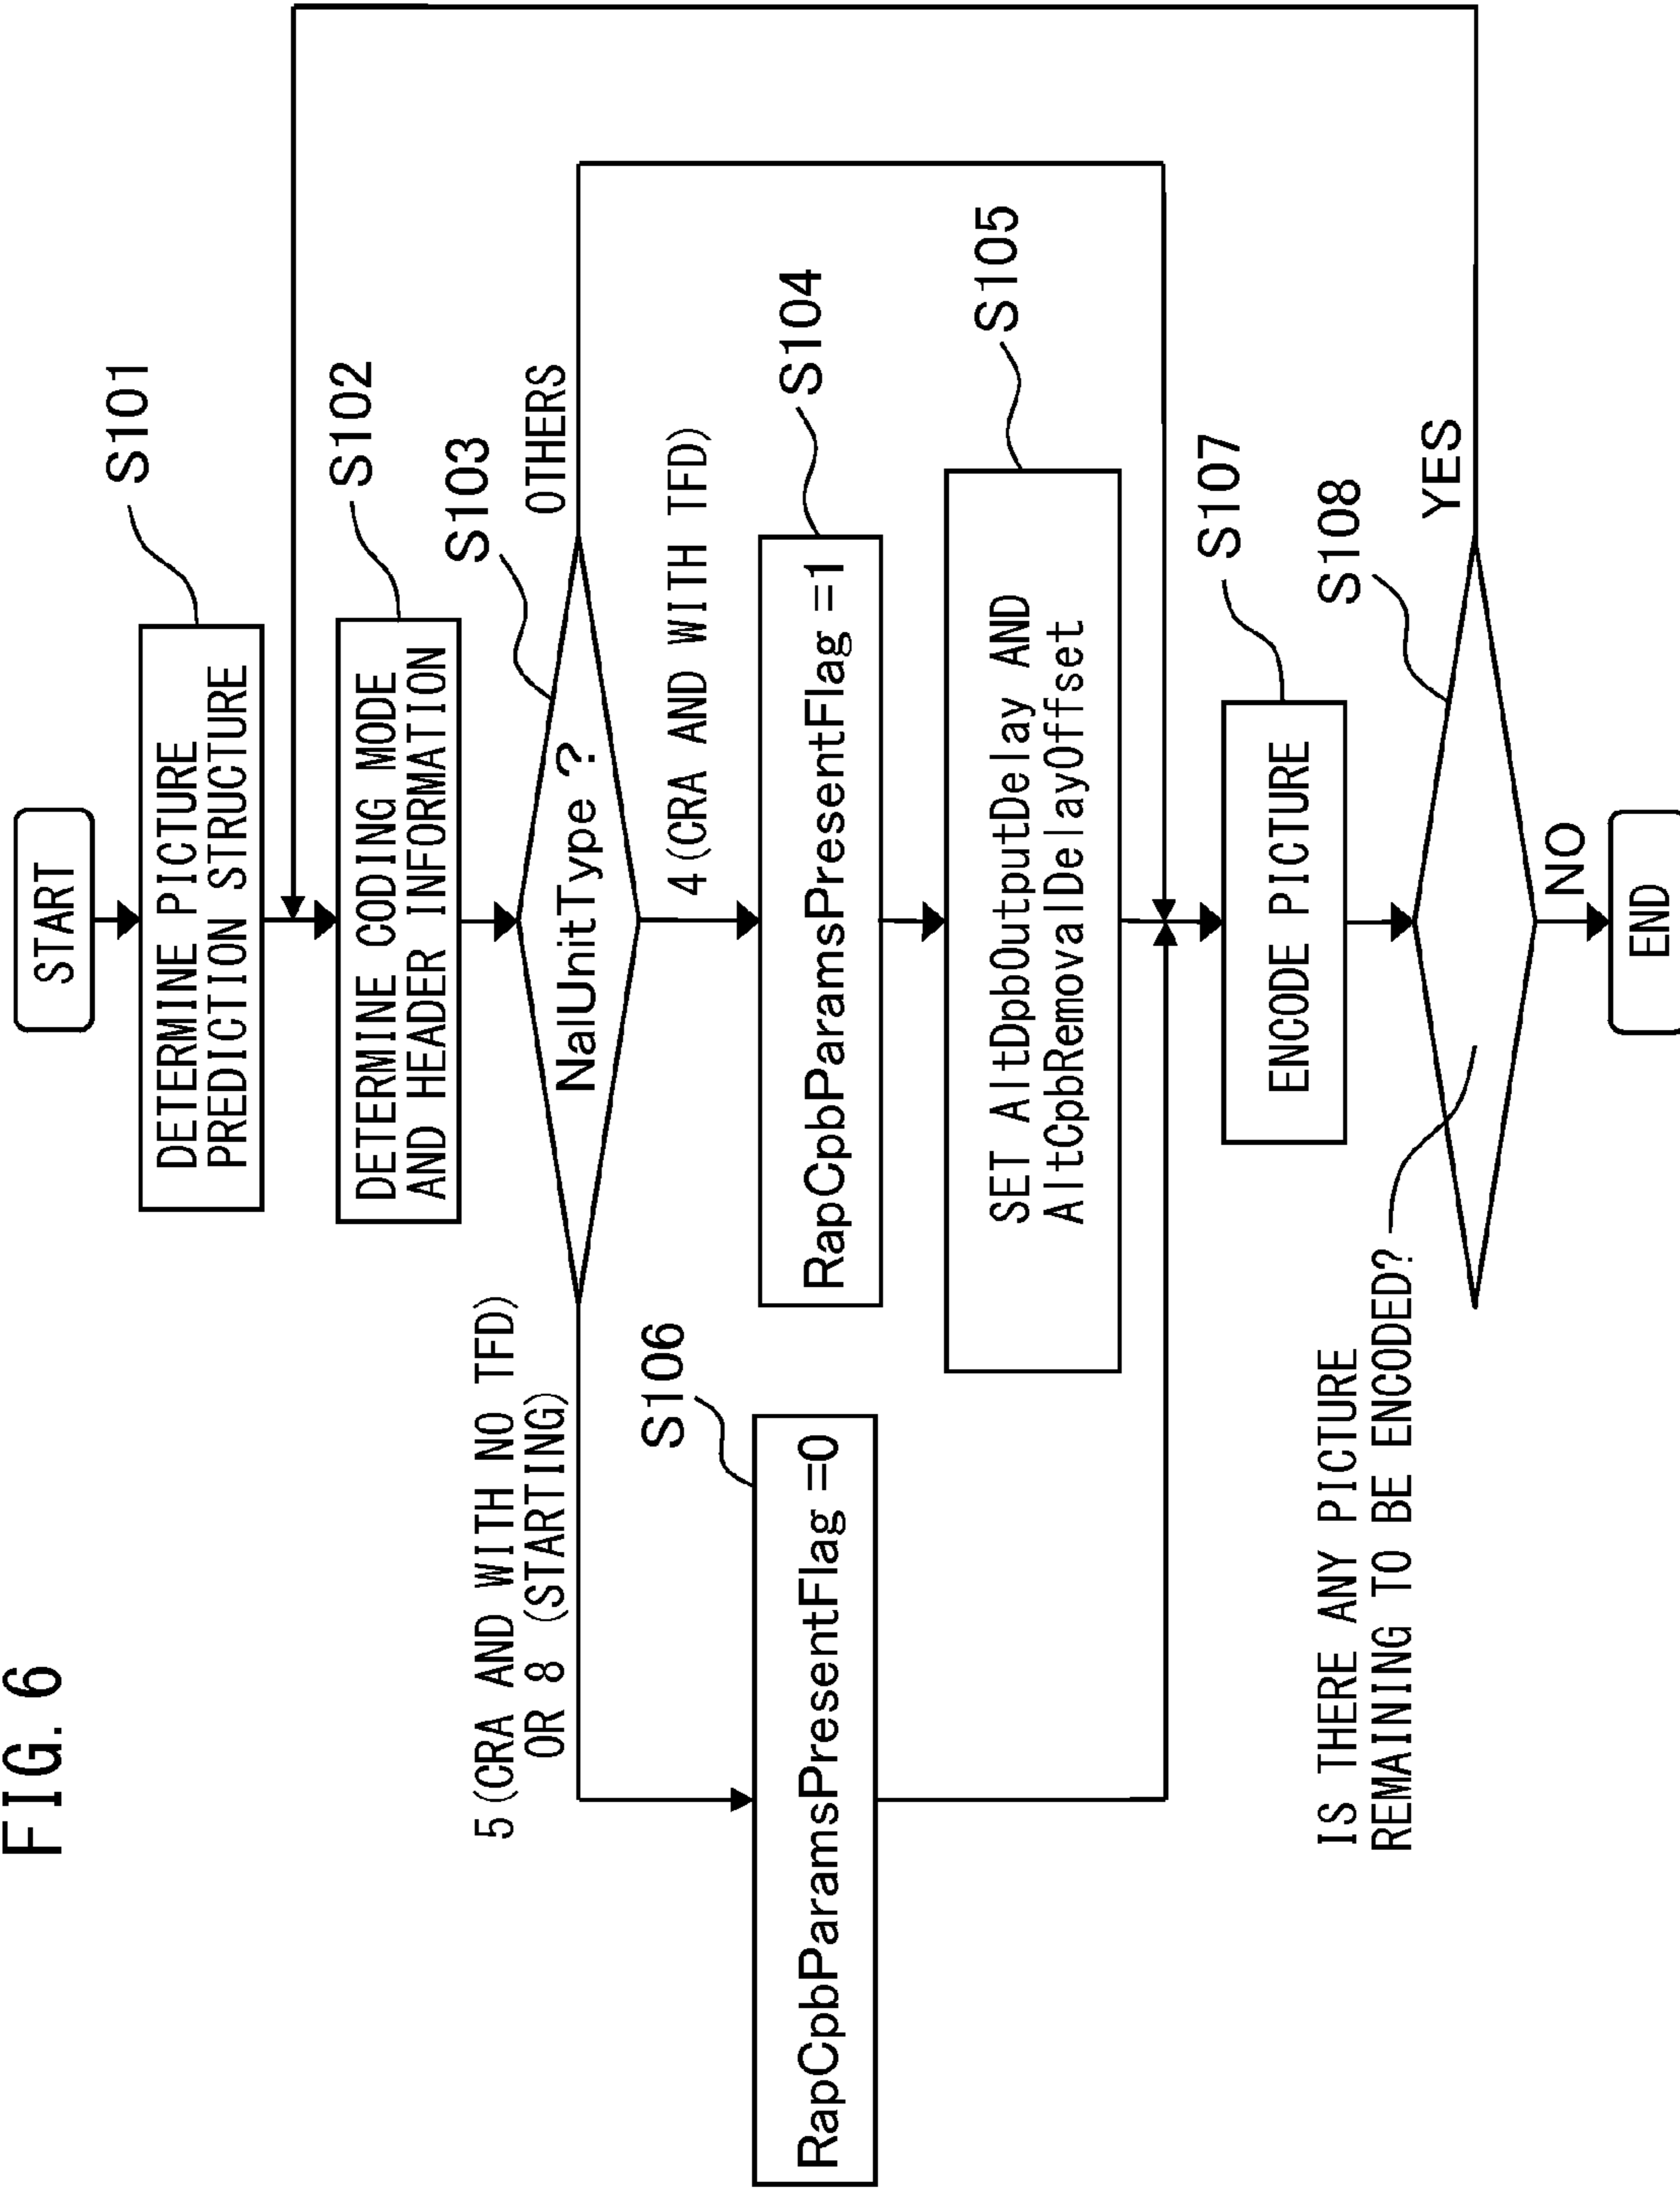 FIG. 6
START
DETERMINE PICTURE
PREDICTION STRUCTURE
S101
DETERMINE CODING MODE
AND HEADER INFORMATION
S102
NalUnitType ?
S103
OTHERS
5(CRA AND WITH NO TFD)
OR 8 (STARTING)
4(CRA AND WITH TFD)
S106
RapCpbParamsPresentFlag =0
RapCpbParamsPresentFlag =1
S104
SET AltDpbOutputDelay AND
AltCpbRemovalDelayOffset
S105
ENCODE PICTURE
S107
IS THERE ANY PICTURE
REMAINING TO BE ENCODED?
S108
YES
NO
END